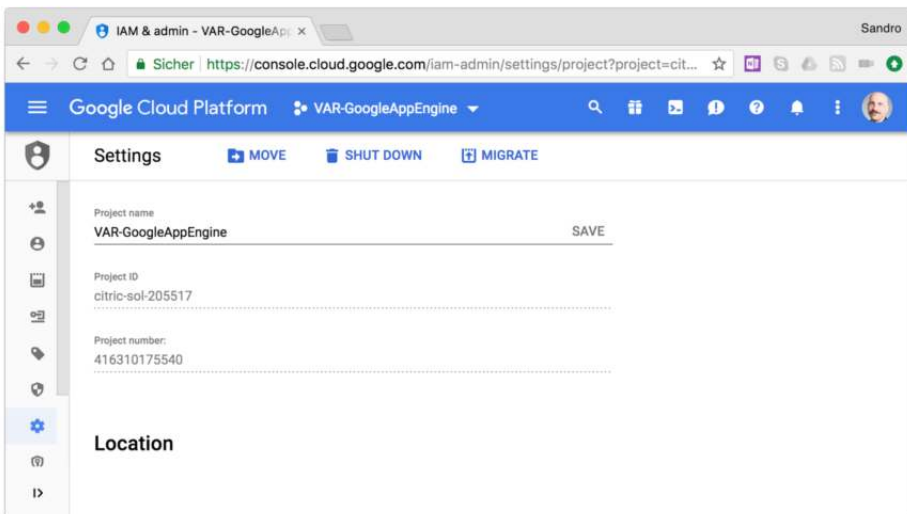 IAM & admin - VAR-GoogleAp
Sandro
Sicher https://console.cloud.google.com/iam-admin/settings/project?project=cit...
Google Cloud Platform VAR-GoogleAppEngine
Settings MOVE SHUT DOWN MIGRATE
Project name
VAR-GoogleAppEngine SAVE
Project ID
citric-sol-205517
Project number:
416310175540
Location